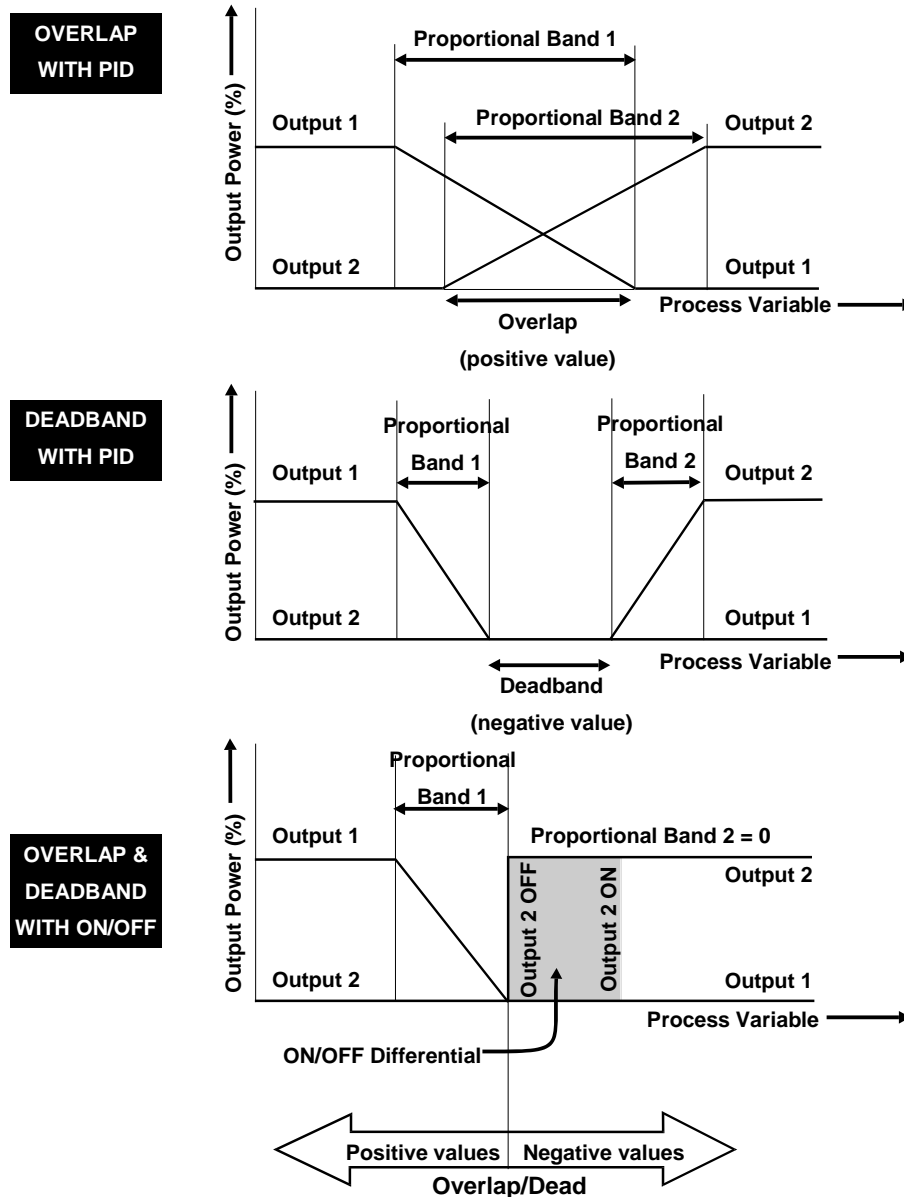 OVERLAP
WITH PID
Output Power (%)
Proportional Band 1
Output 1
Proportional Band 2
Output 2
Output 2
Output 1
Process Variable
Overlap
(positive value)
DEADBAND
WITH PID
Output Power (%)
Proportional
Band 1
Proportional
Band 2
Output 1
Output 2
Output 2
Output 1
Process Variable
Deadband
(negative value)
OVERLAP &
DEADBAND
WITH ON/OFF
Output Power (%)
Proportional
Band 1
Output 1
Proportional Band 2 = 0
Output 2 OFF
Output 2 ON
Output 2
Output 2
Output 1
Process Variable
ON/OFF Differential
Positive values
Negative values
Overlap/Dead